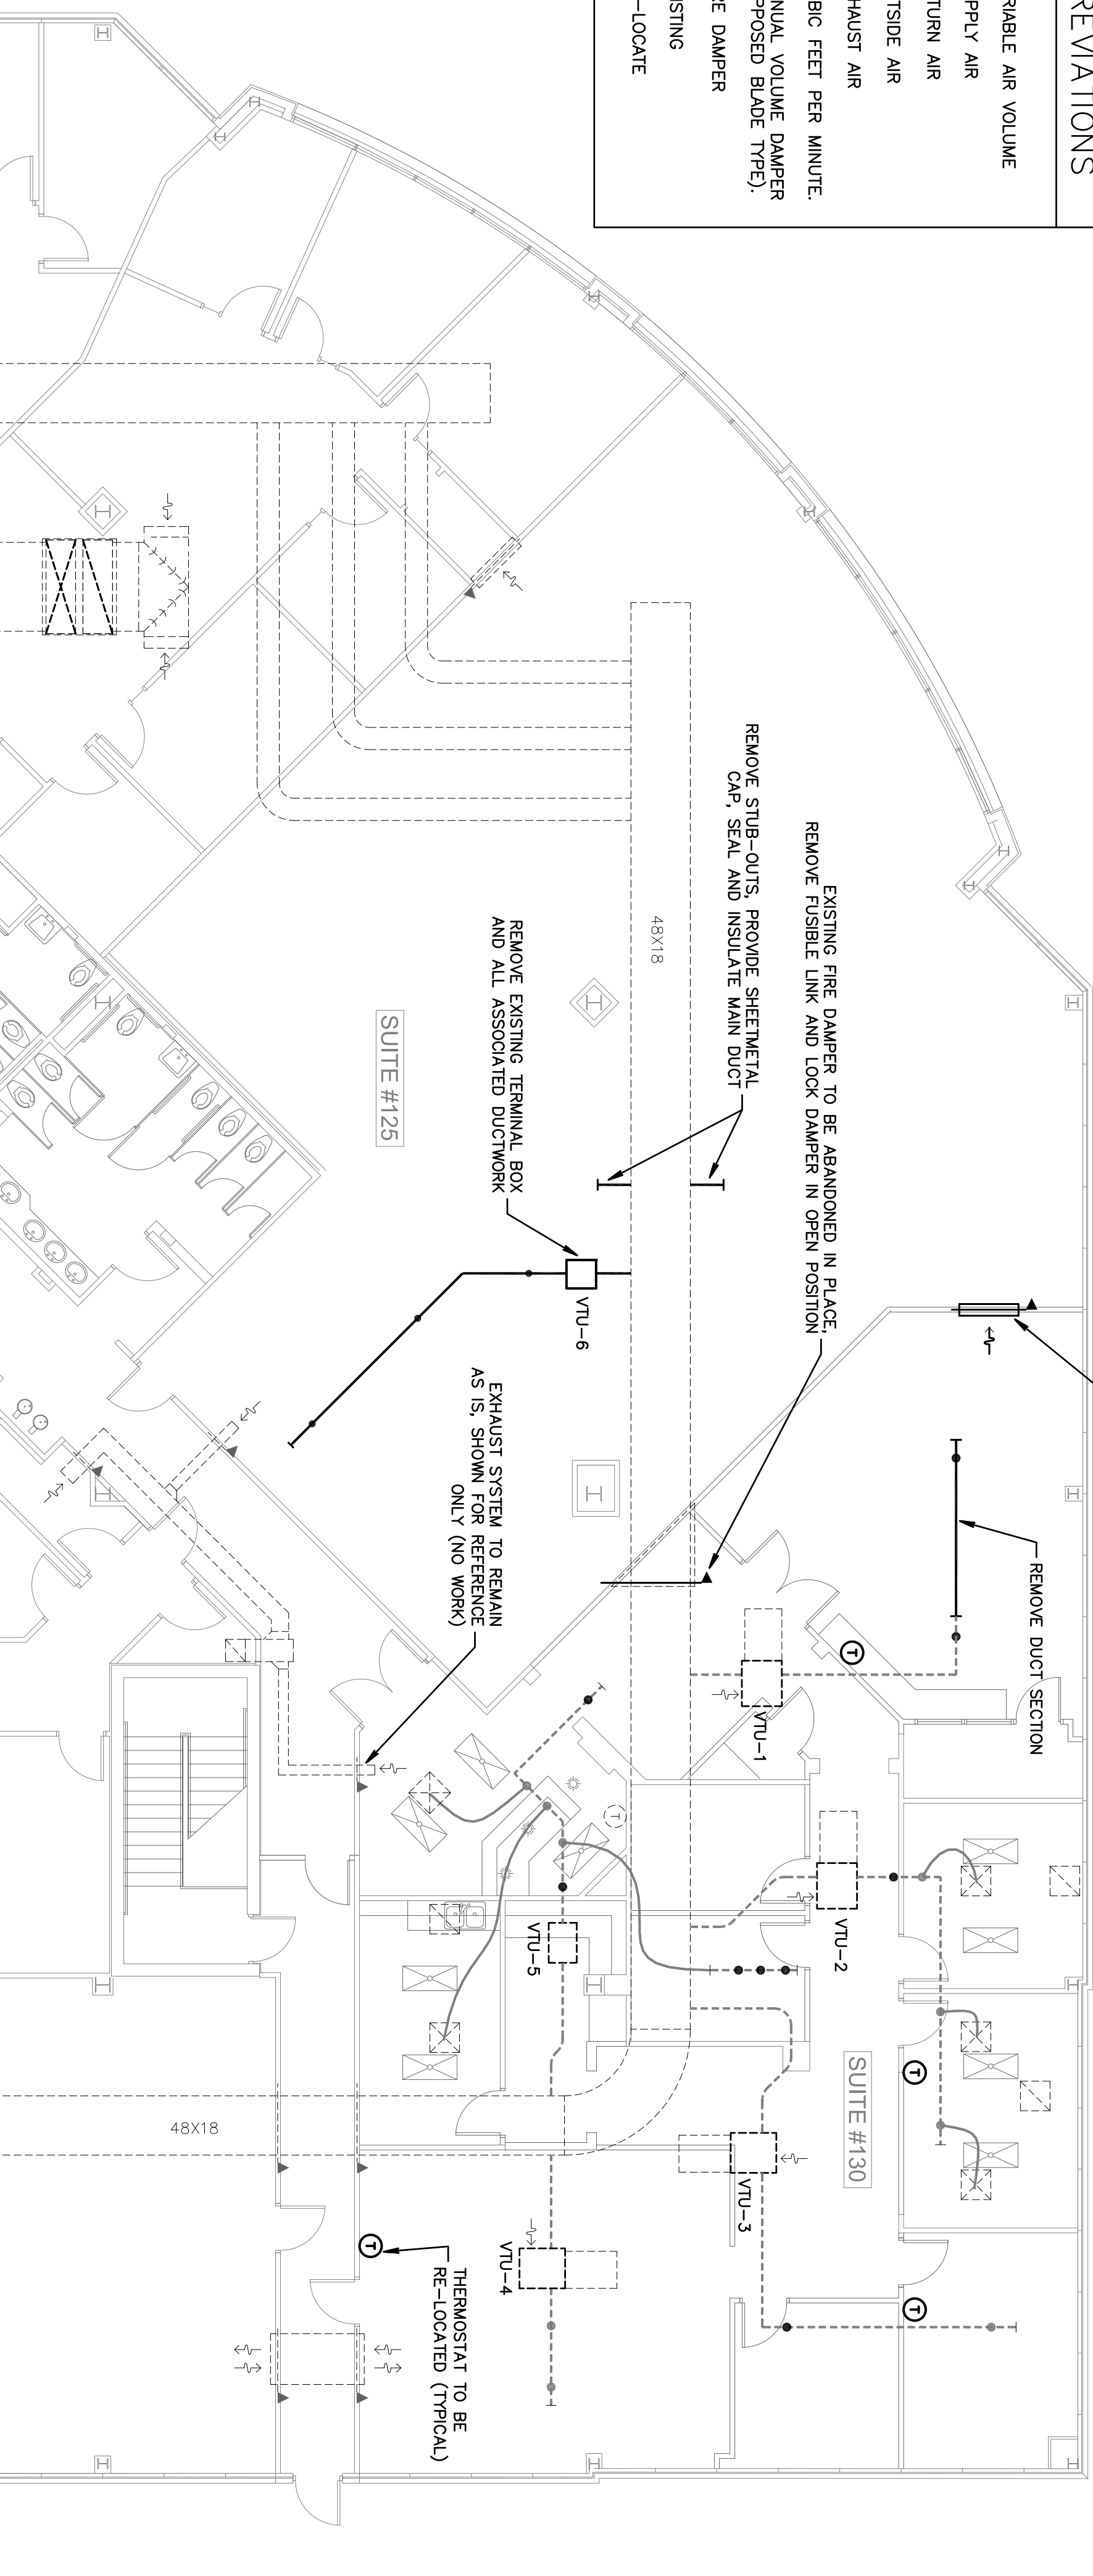 REVIATIONS
RIABLE AIR VOLUME
PPLY AIR
TURN AIR
TSIDE AIR
HAUST AIR
BIC FEET PER MINUTE.
NUAL VOLUME DAMPER
PPOSED BLADE TYPE).
RE DAMPER
ISTING
-LOCATE
EXISTING FIRE DAMPER TO BE ABANDONED IN PLACE,
REMOVE FUSIBLE LINK AND LOCK DAMPER IN OPEN POSITION
REMOVE STUB-OUTS, PROVIDE SHEETMETAL
CAP, SEAL AND INSULATE MAIN DUCT
48X18
REMOVE EXISTING TERMINAL BOX
AND ALL ASSOCIATED DUCTWORK
SUITE #125
VTU-6
REMOVE DUCT SECTION
EXHAUST SYSTEM TO REMAIN
AS IS, SHOWN FOR REFERENCE
ONLY (NO WORK)
T
VTU-1
T
VTU-2
VTU-5
SUITE #130
T
VTU-3
48X18
VTU-4
T
T
THERMOSTAT TO BE
RE-LOCATED (TYPICAL)